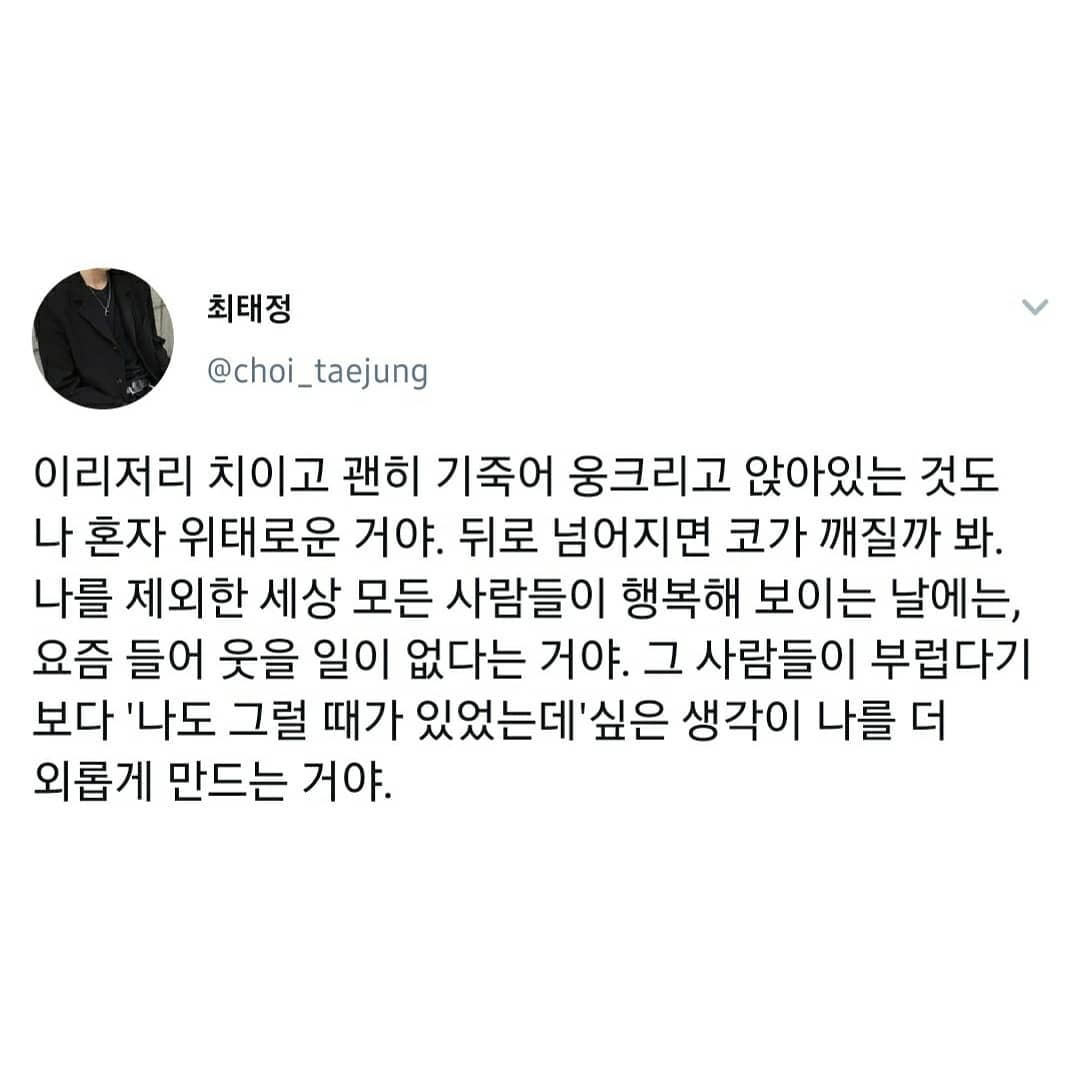 최태정
@choi_taejung
이리저리 치이고 괜히 기죽어 웅크리고 앉아있는 것도
나 혼자 위태로운 거야. 뒤로 넘어지면 코가 깨질까 봐.
나를 제외한 세상 모든 사람들이 행복해 보이는 날에는,
요즘 들어 웃을 일이 없다는 거야. 그 사람들이 부럽다기
보다 '나도 그럴 때가 있었는데'싶은 생각이 나를 더
외롭게 만드는 거야.